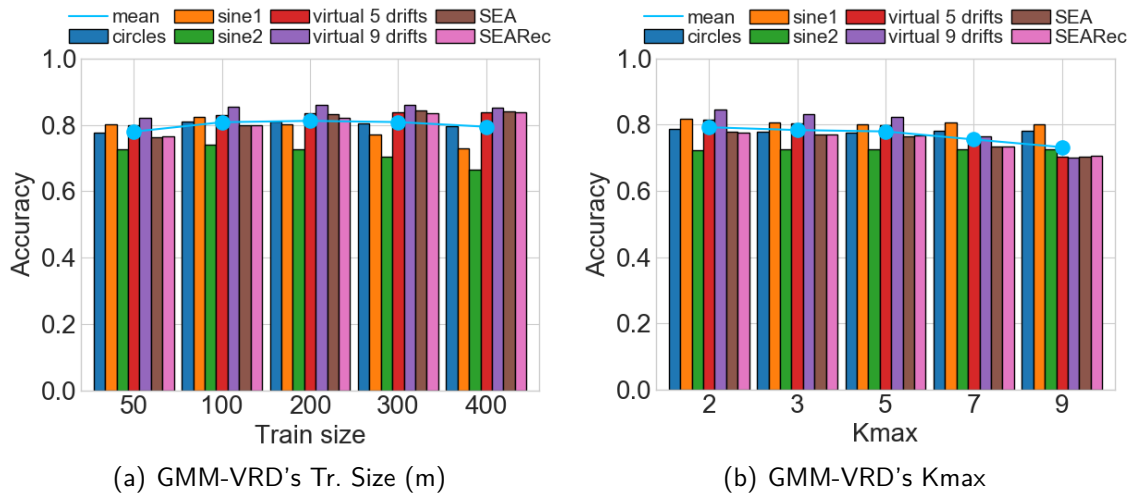 mean sine1 virtual 5 drifts SEA
circles sine2 virtual 9 drifts SEARec
1.0
0.8
0.6
0.4
0.2
0.0
Accuracy
50 100 200 300 400
Train size
(a) GMM-VRD's Tr. Size (m)
mean sine1 virtual 5 drifts SEA
circles sine2 virtual 9 drifts SEARec
1.0
0.8
0.6
0.4
0.2
0.0
Accuracy
2 3 5 7 9
Kmax
(b) GMM-VRD's Kmax